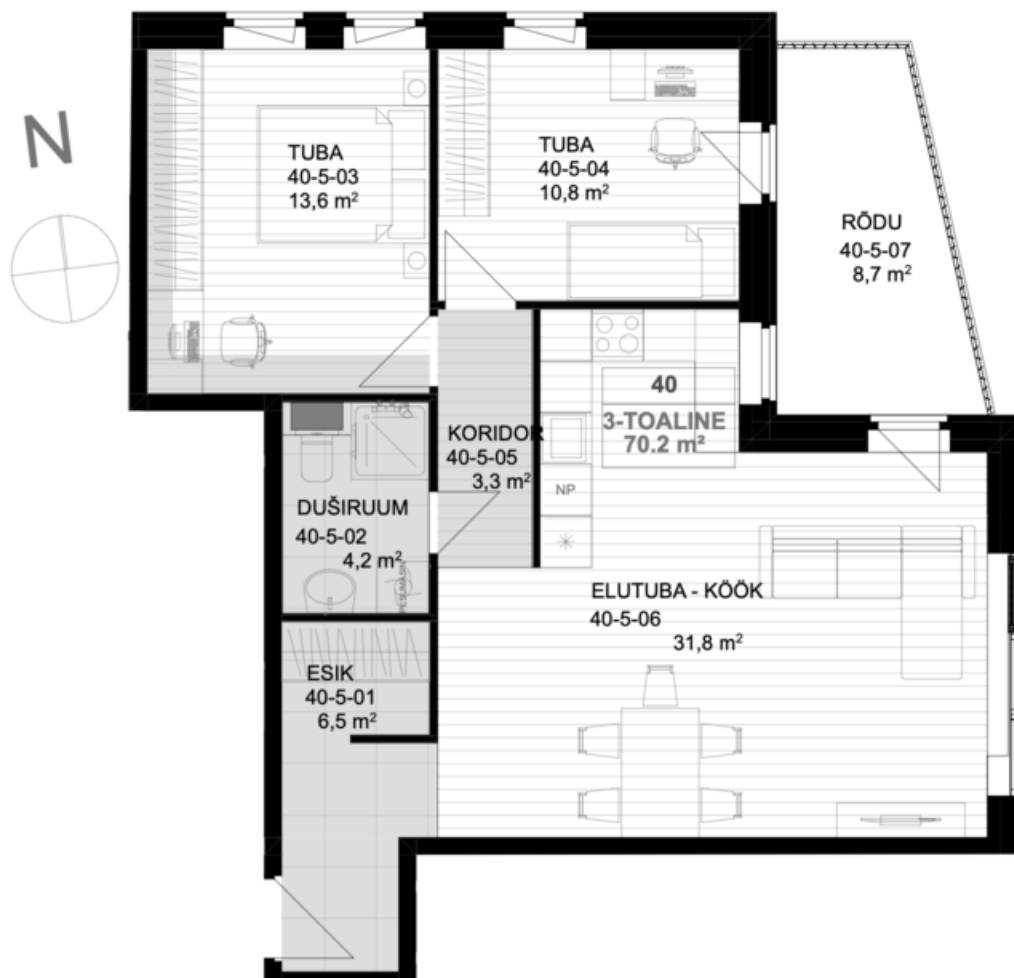 N
TUBA
40-5-03
13,6 m²
TUBA
40-5-04
10,8 m²
RÕDU
40-5-07
8,7 m²
40
3-TOALINE
70.2 m²
KORIDOR
40-5-05
3,3 m²
NP
DUŠIRUUM
40-5-02
4,2 m²
PESUMASIN
ELUTUBA - KÖÖK
40-5-06
31,8 m²
ESIK
40-5-01
6,5 m²